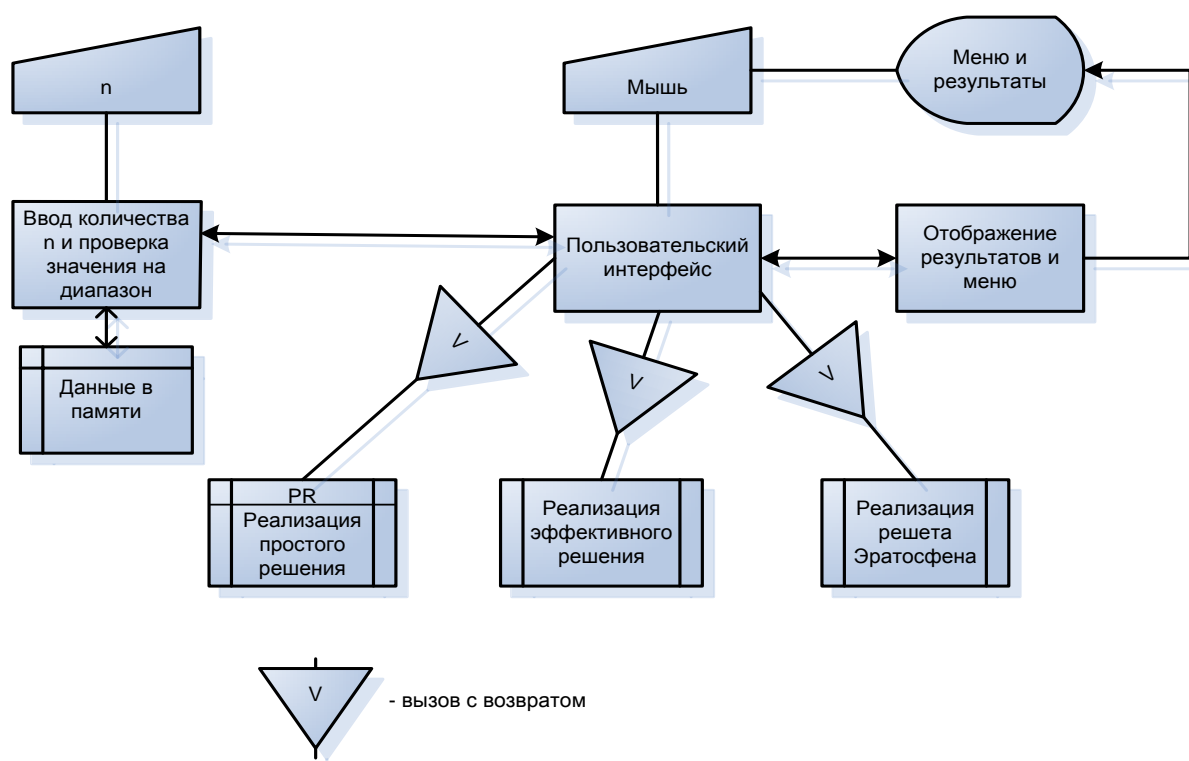 n
Мышь
Меню и
результаты
Ввод количества
n и проверка
значения на
диапазон
Пользовательский
интерфейс
Отображение
результатов и
меню
Данные в
памяти
V
V
V
PR
Реализация
простого
решения
Реализация
эффективного
решения
Реализация
решета
Эратосфена
V
- вызов с возвратом